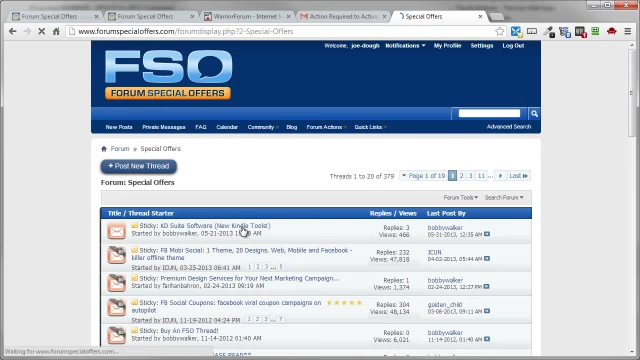 Forum Special Offers
Forum Special Offers
WarriorForum - Internet M
Action Required to Activat
Special Offers
www.forumspecialoffers.com/forumdisplay.php?2-Special-Offers
Welcome, joe-dough Notifications My Profile Settings Log Out
FSO
FORUM SPECIAL OFFERS
New Posts Private Messages FAQ Calendar Community Blog Forum Actions Quick Links Advanced Search
Forum Special Offers
+ Post New Thread
Threads 1 to 20 of 379 Page 1 of 19 1 2 3 11 ... Last
Forum: Special Offers
Forum Tools Search Forum
Title / Thread Starter Replies / Views Last Post By
Sticky: KD Suite Software (New Kindle Tools!)
Started by bobbywalker, 05-21-2013
Replies: 3
Views: 466
bobbywalker
05-31-2013, 12:35 AM
Sticky: F8 Mobi Social: 1 Theme, 20 Designs. Web, Mobile and Facebook -
killer offline theme
Started by ICUN, 03-25-2013 06:41 AM 1 2 3 ... 5
Replies: 232
Views: 47,818
ICUN
04-02-2013, 05:44 AM
Sticky: Premium Design Services for Your Next Marketing Campaign...
Started by farihanbahron, 02-24-2013 09:19 AM
Replies: 1
Views: 1,374
bobbywalker
02-24-2013, 12:27 PM
Sticky: F8 Social Coupons: facebook viral coupon campaigns on
autopilot
Started by ICUN, 11-19-2012 04:24 PM 1 2 3 ... 7
Replies: 304
Views: 48,134
golden_child
03-08-2013, 09:11 AM
Sticky: Buy An FSO Thread!
Started by bobbywalker, 11-14-2012 01:40 AM
Replies: 0
Views: 6,021
bobbywalker
11-14-2012, 01:40 AM
Waiting for www.forumspecialoffers.com...